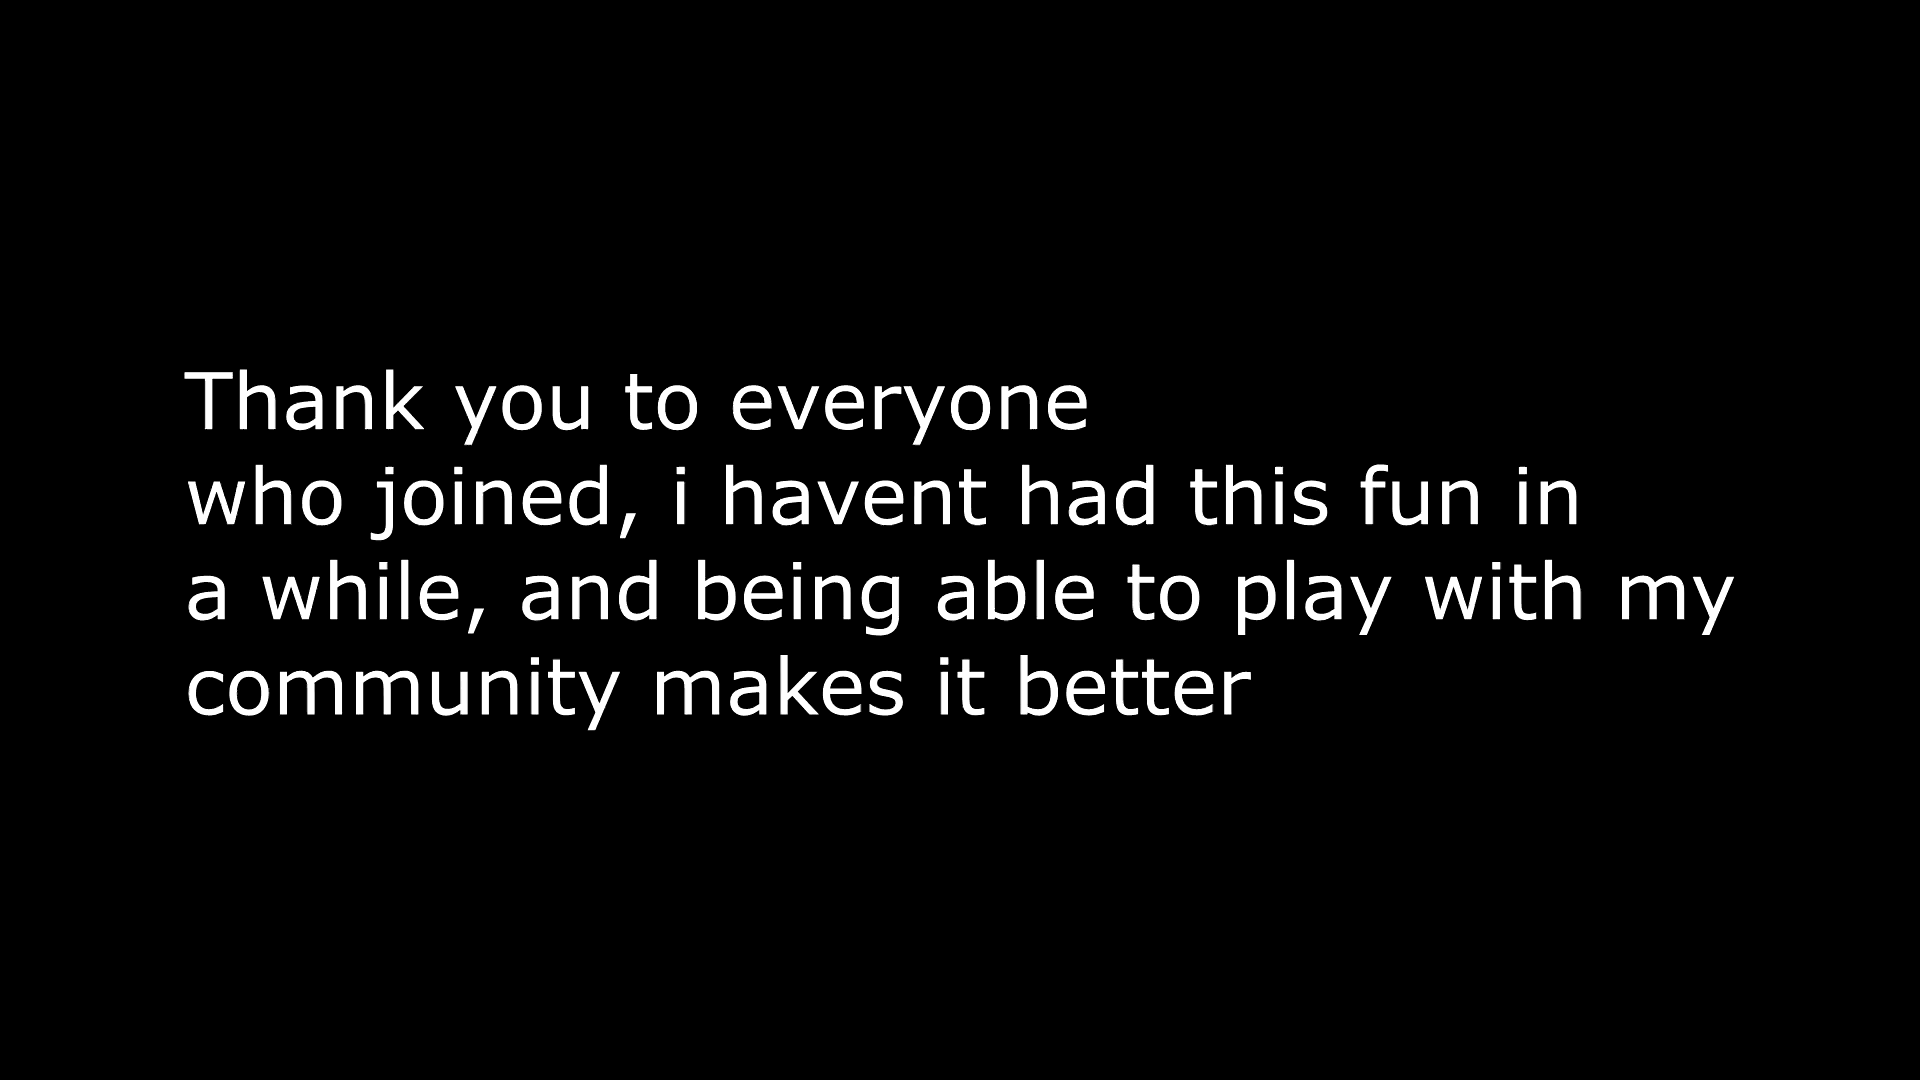 Thank you to everyone
who joined, i havent had this fun in
a while, and being able to play with my
community makes it better